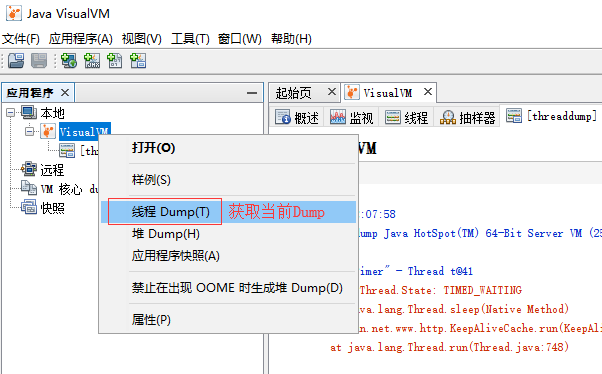 Java VisualVM
文件(F) 应用程序(A) 视图(V) 工具(T) 窗口(W) 帮助(H)
应用程序
起始页 VisualVM
本地
概述 监视 线程 抽样器 [threaddump]
VisualVM
[thr
VM
打开(O)
远程
样例(S)
VM 核心 du
快照
线程 Dump(T) 获取当前Dump
:07:58
堆 Dump(H)
ump Java HotSpot(TM) 64-Bit Server VM (25
应用程序快照(A)
imer" - Thread t@41
禁止在出现 OOME 时生成堆 Dump(D)
Thread.State: TIMED_WAITING
ava.lang.Thread.sleep(Native Method)
属性(P)
n.net.www.http.KeepAliveCache.run(KeepAli
at java.lang.Thread.run(Thread.java:748)